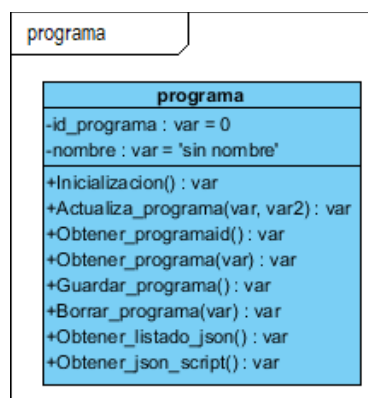 programa
programa
-id_programa : var = 0
-nombre : var = 'sin nombre'
+Inicializacion() : var
+Actualiza_programa(var, var2) : var
+Obtener_programaid() : var
+Obtener_programa(var) : var
+Guardar_programa() : var
+Borrar_programa(var) : var
+Obtener_listado_json() : var
+Obtener_json_script() : var